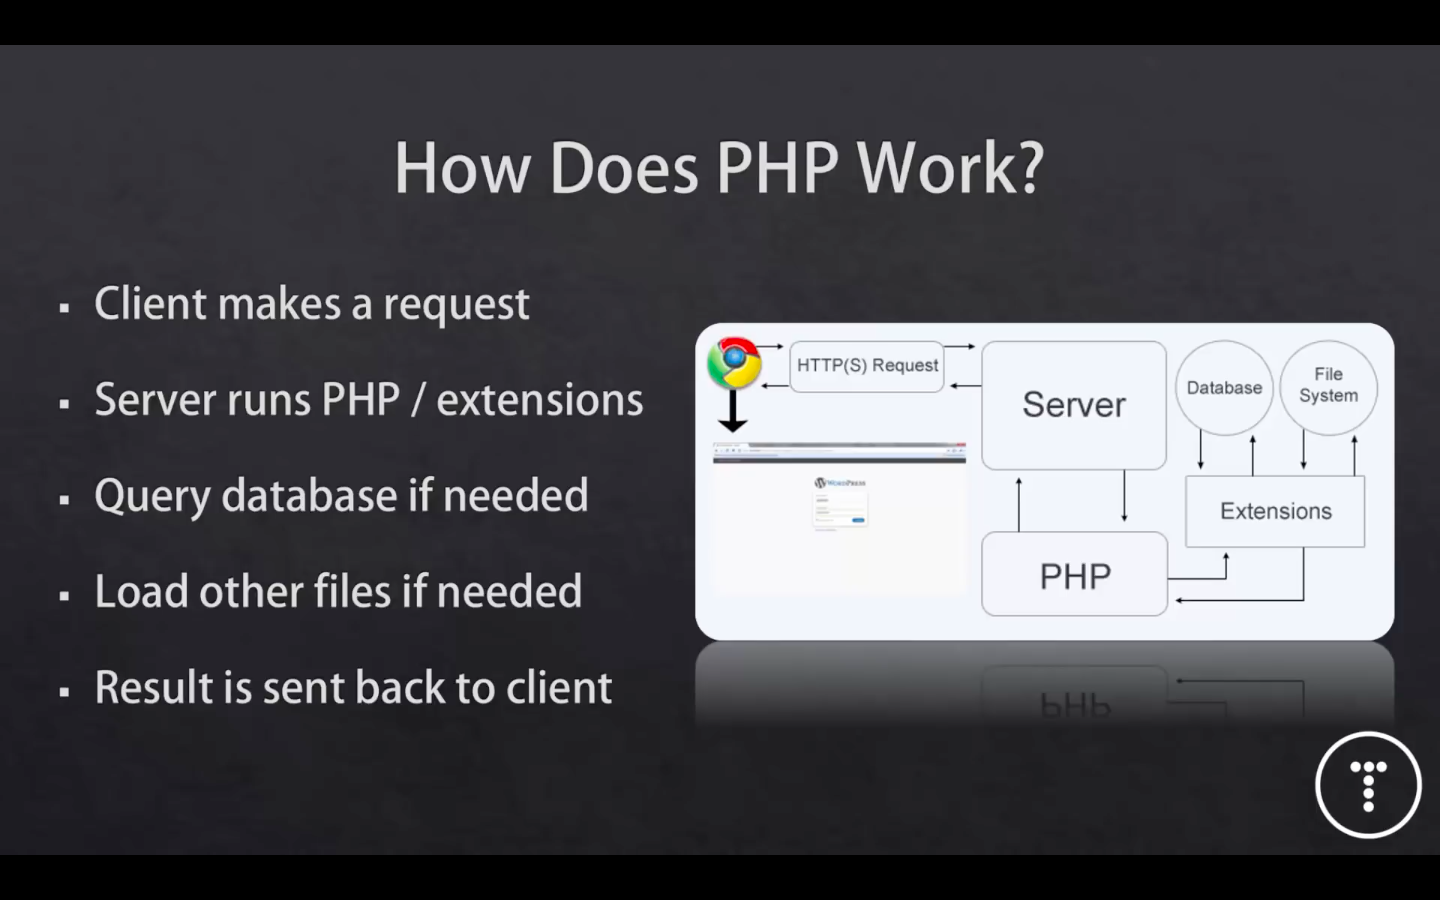 How Does PHP Work?
▪ Client makes a request
▪ Server runs PHP / extensions
▪ Query database if needed
▪ Load other files if needed
▪ Result is sent back to client
HTTP(S) Request
Server
Database
File
System
Extensions
PHP
WORDPRESS
PHP
T